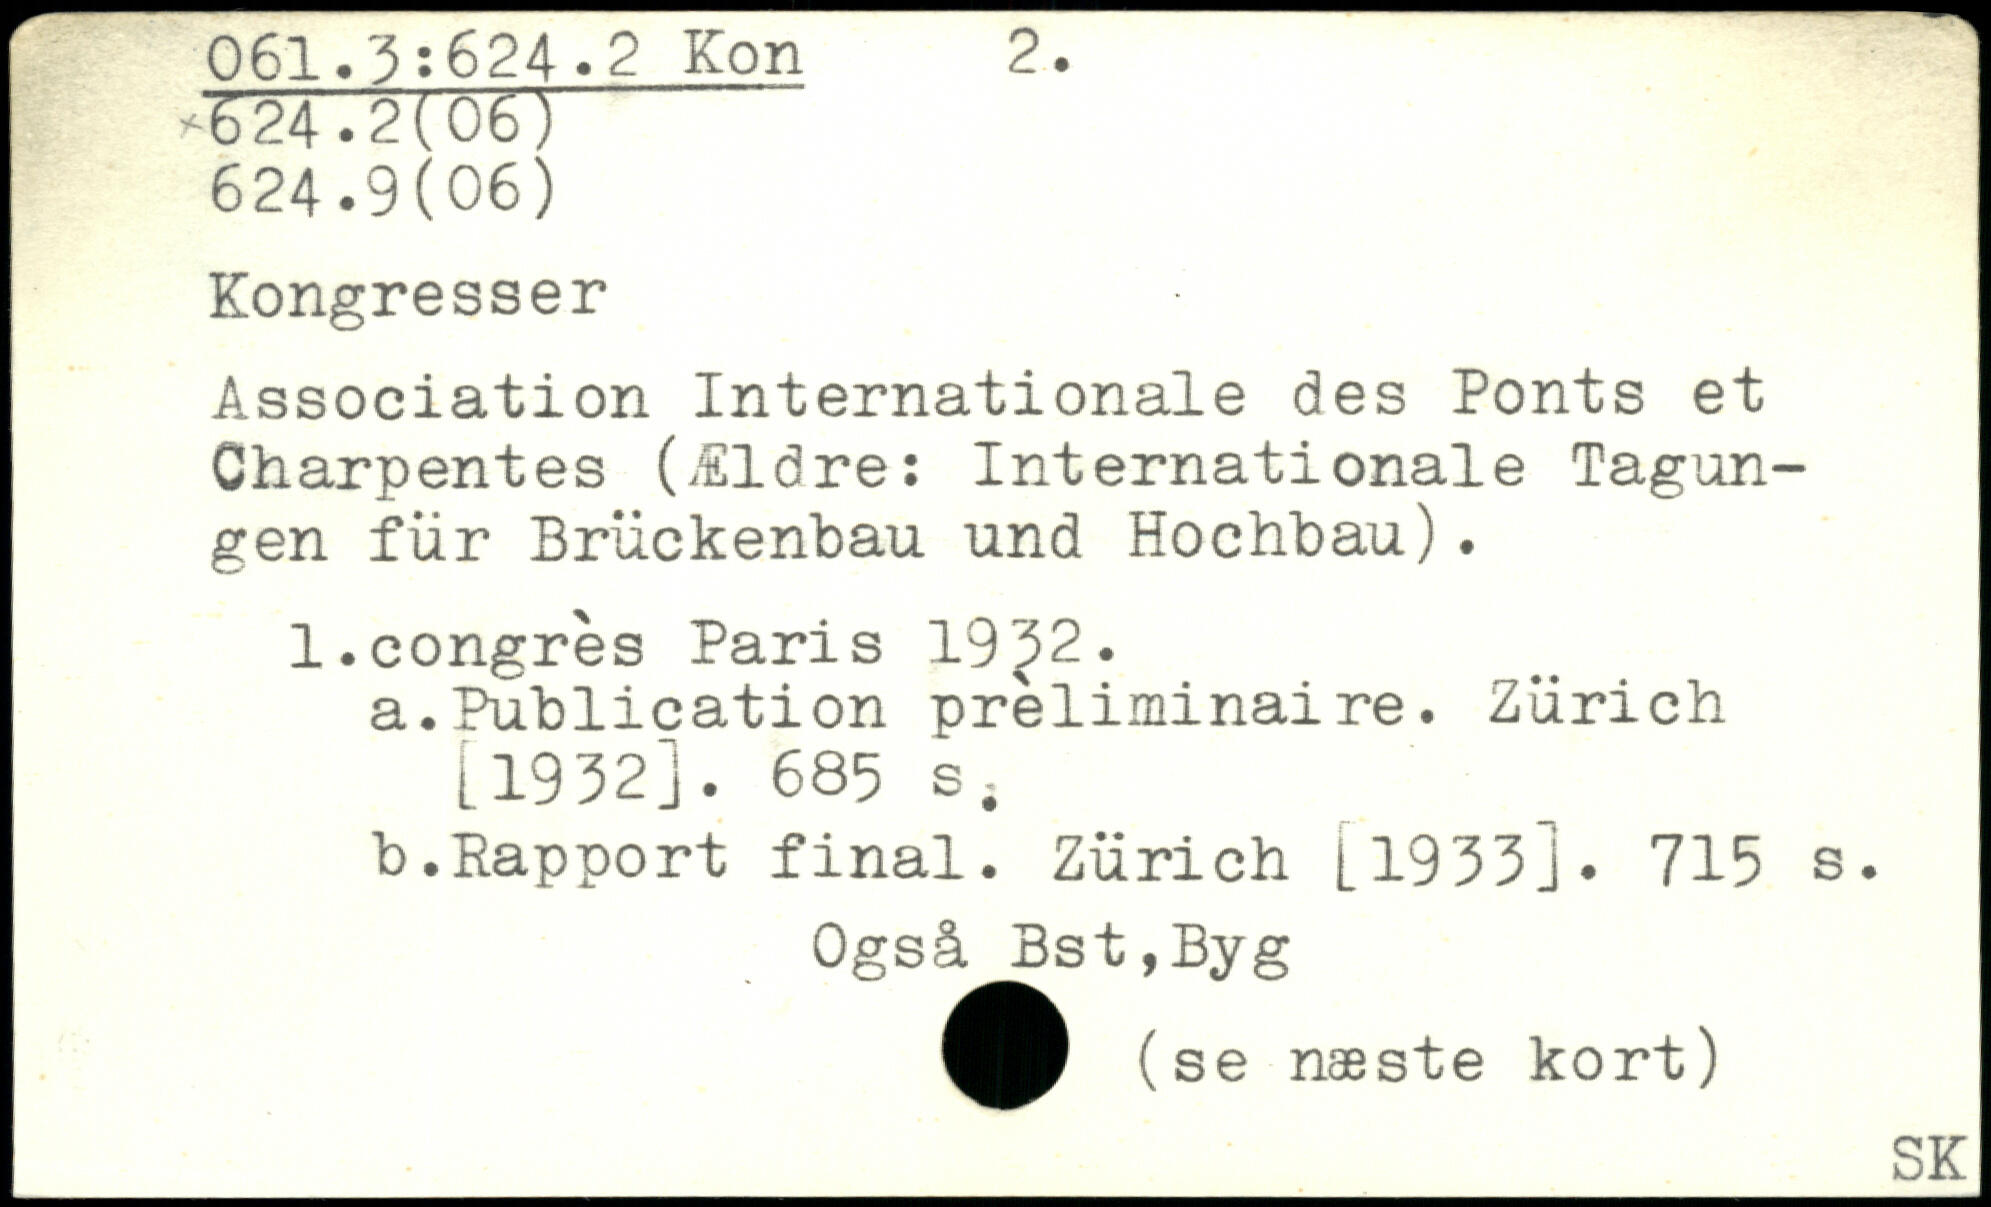 061.3:624.2 Kon 2.
×624.2(06)
624.9(06)
Kongresser
Association Internationale des Ponts et
Charpentes (Ældre: Internationale Tagun-
gen für Brückenbau und Hochbau).
1.congrès Paris 1932.
a.Publication prèliminaire. Zürich
[1932]. 685 s.
b.Rapport final. Zürich [1933]. 715 s.
Også Bst,Byg
(se næste kort)
SK